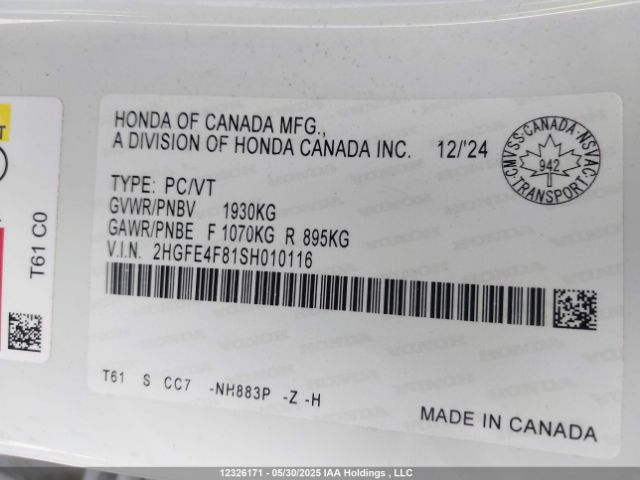 HONDA OF CANADA MFG.,
A DIVISION OF HONDA CANADA INC. 12/'24
CMVSS-CANADA-NSVAC
942
TRANSPORT
TYPE: PC/VT
GVWR/PNBV 1930KG
GAWR/PNBE F 1070KG R 895KG
V.I.N. 2HGFE4F81SH010116
T61 C0
T61 S CC7 -NH883P -Z -H
MADE IN CANADA
12326171 - 05/30/2025 IAA Holdings , LLC